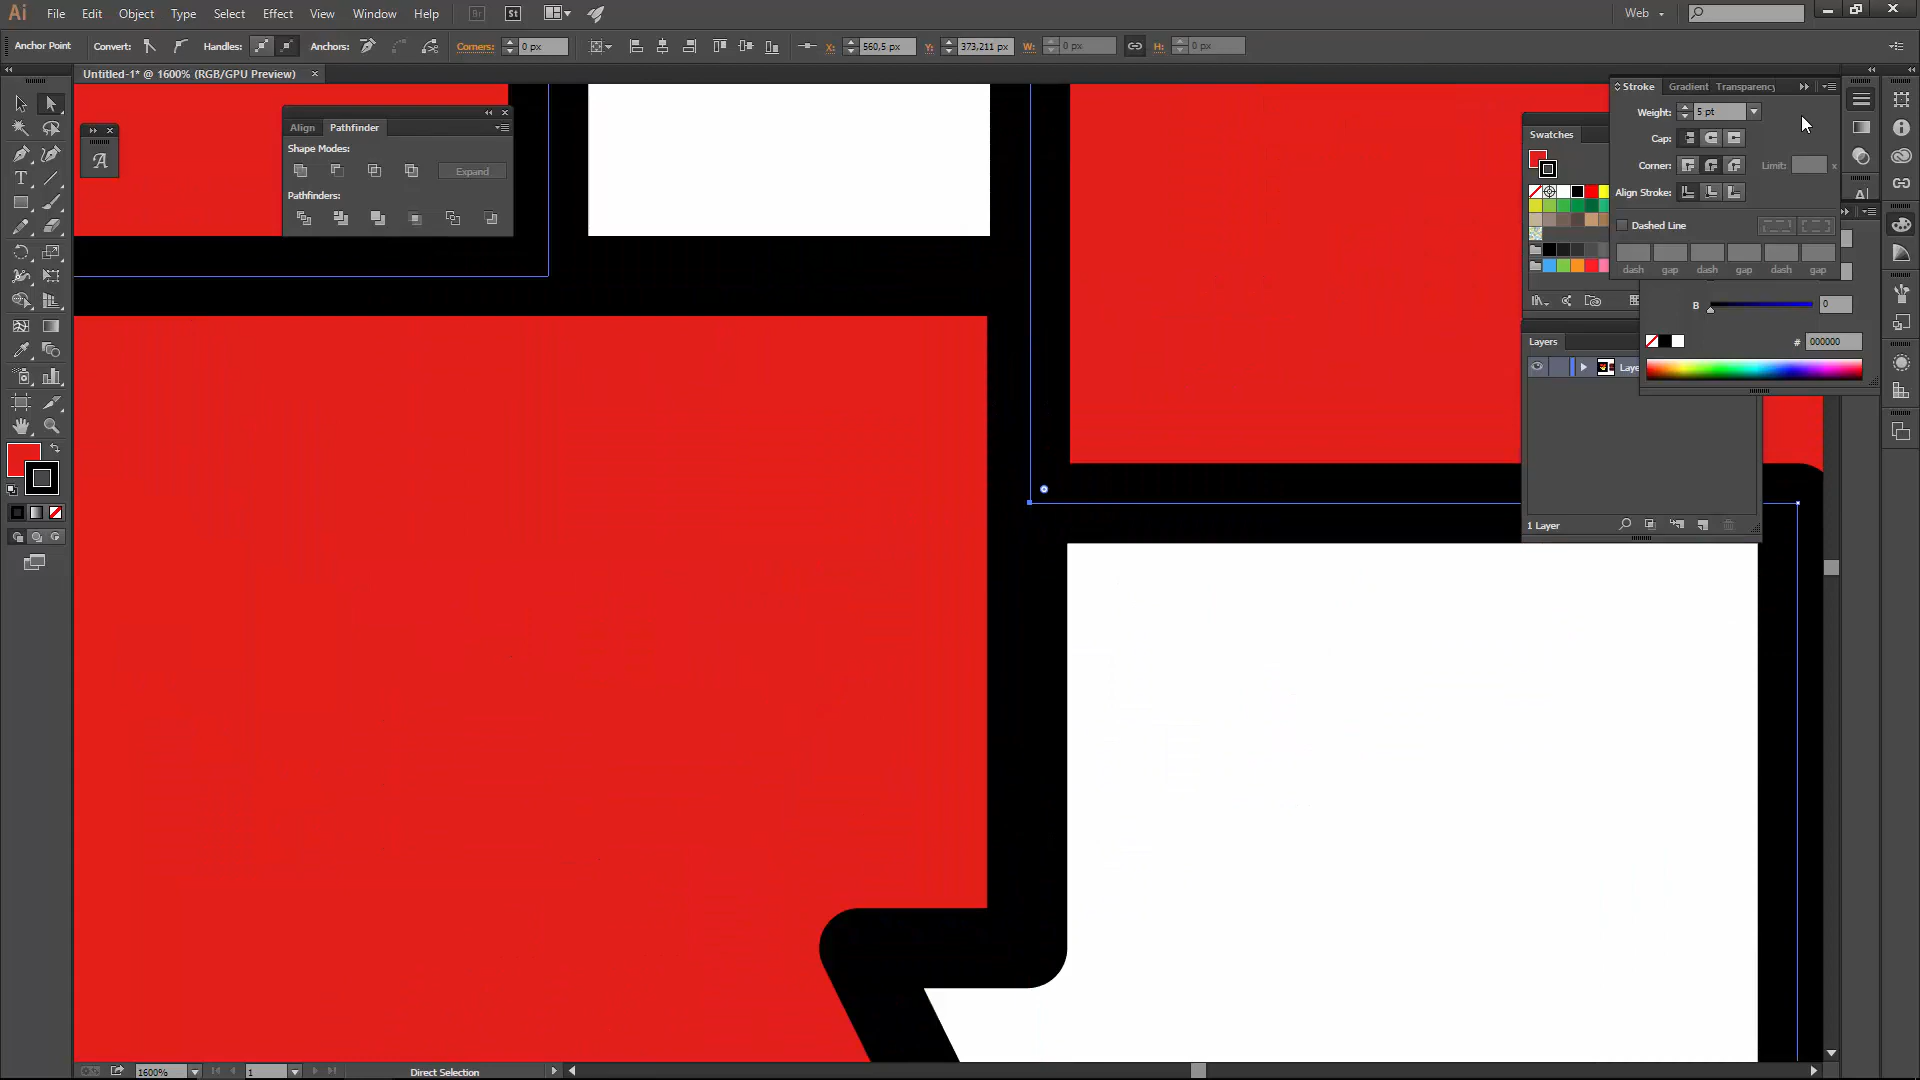 Ai File Edit Object Type Select Effect View Window Help Br St Web
Anchor Point Convert: Handles: Anchors: Corners: 0 px X: 560,5 px Y: 373,211 px W: 0 px H: 0 px
Untitled-1* @ 1600% (RGB/GPU Preview)
Stroke Gradient Transparency
Weight: 5 pt
Cap:
Corner: Limit: x
Align Stroke:
Dashed Line
dash gap dash gap dash gap
Align Pathfinder
Shape Modes:
Expand
Pathfinders:
Swatches
B 0
# 000000
Layers
Laye
1 Layer
1600% 1 Direct Selection